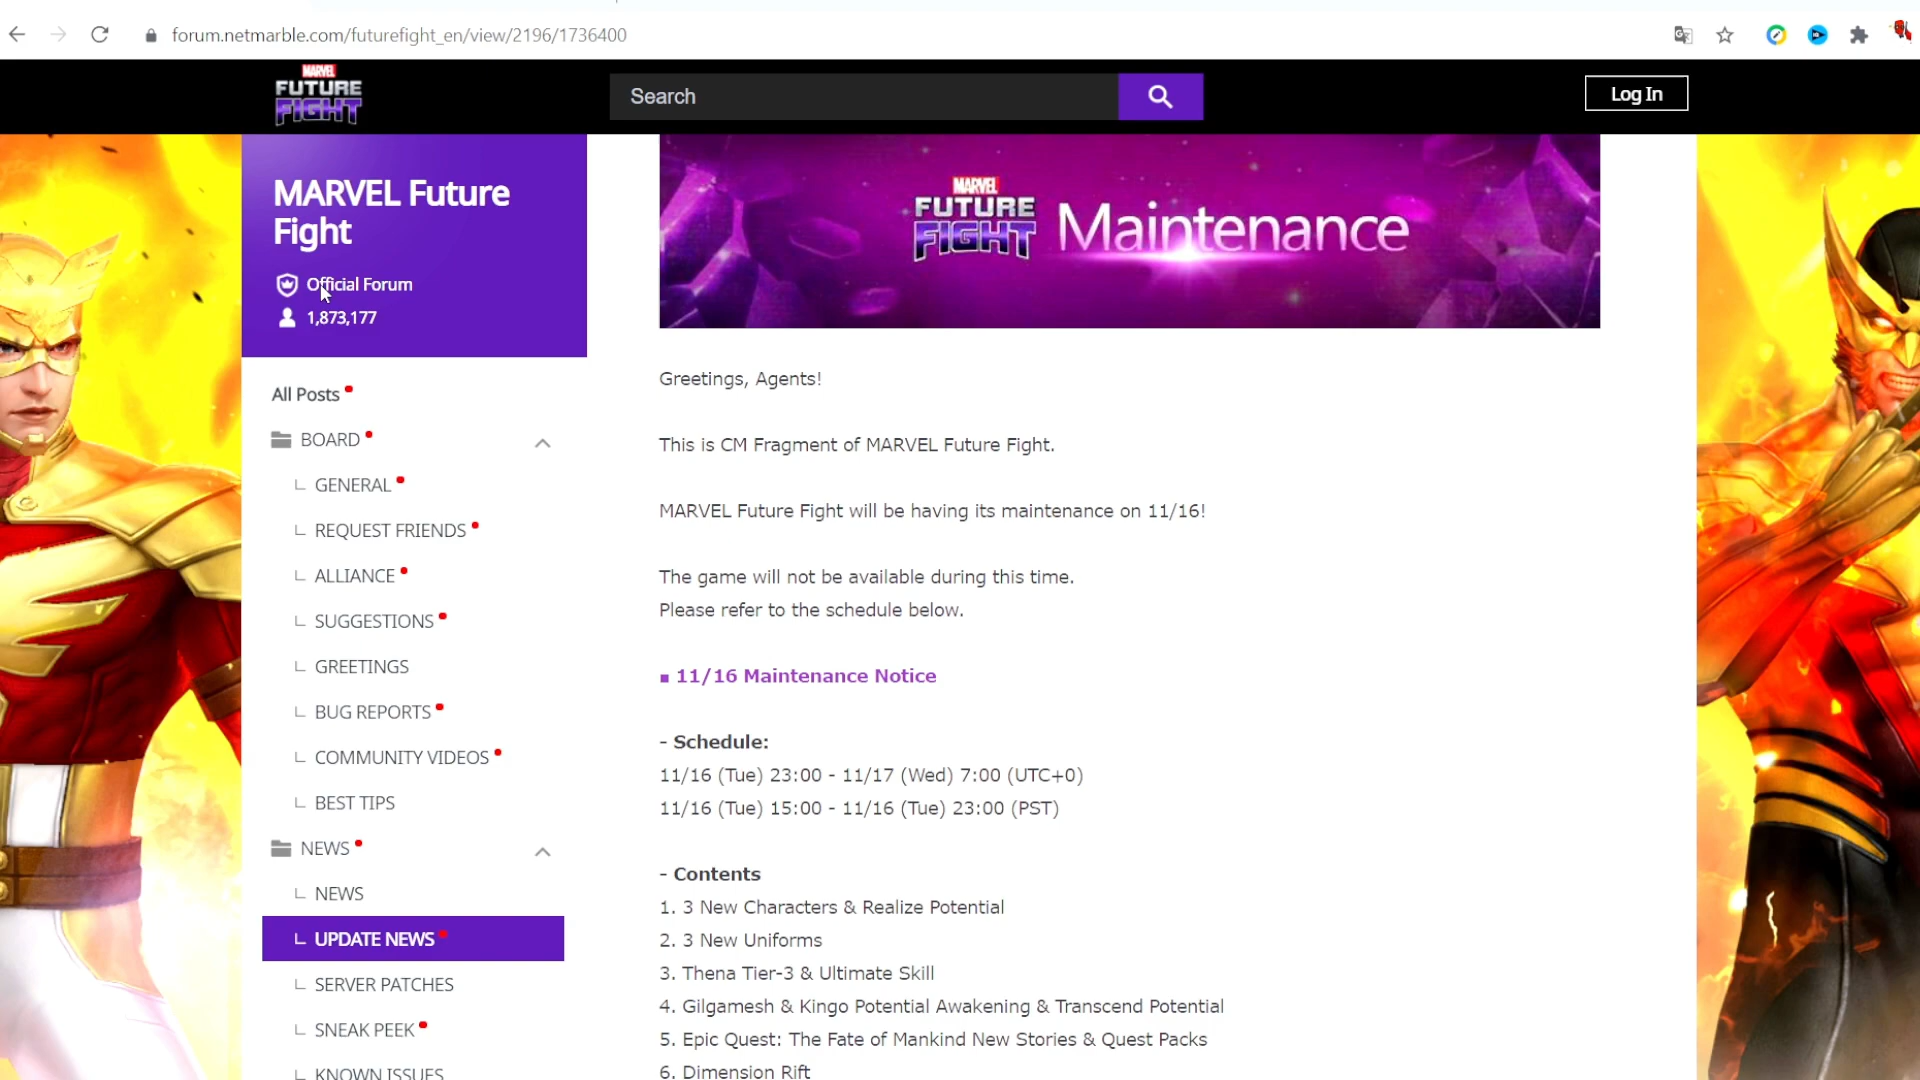 forum.netmarble.com/futurefight_en/view/2196/1736400
MARVEL
FUTURE
FIGHT
Search
Log In
MARVEL Future
Fight
Official Forum
1,873,177
All Posts
BOARD
GENERAL
REQUEST FRIENDS
ALLIANCE
SUGGESTIONS
GREETINGS
BUG REPORTS
COMMUNITY VIDEOS
BEST TIPS
NEWS
NEWS
UPDATE NEWS
SERVER PATCHES
SNEAK PEEK
KNOWN ISSUES
MARVEL
FUTURE
FIGHT
Maintenance
Greetings, Agents!
This is CM Fragment of MARVEL Future Fight.
MARVEL Future Fight will be having its maintenance on 11/16!
The game will not be available during this time.
Please refer to the schedule below.
■ 11/16 Maintenance Notice
- Schedule:
11/16 (Tue) 23:00 - 11/17 (Wed) 7:00 (UTC+0)
11/16 (Tue) 15:00 - 11/16 (Tue) 23:00 (PST)
- Contents
1. 3 New Characters & Realize Potential
2. 3 New Uniforms
3. Thena Tier-3 & Ultimate Skill
4. Gilgamesh & Kingo Potential Awakening & Transcend Potential
5. Epic Quest: The Fate of Mankind New Stories & Quest Packs
6. Dimension Rift